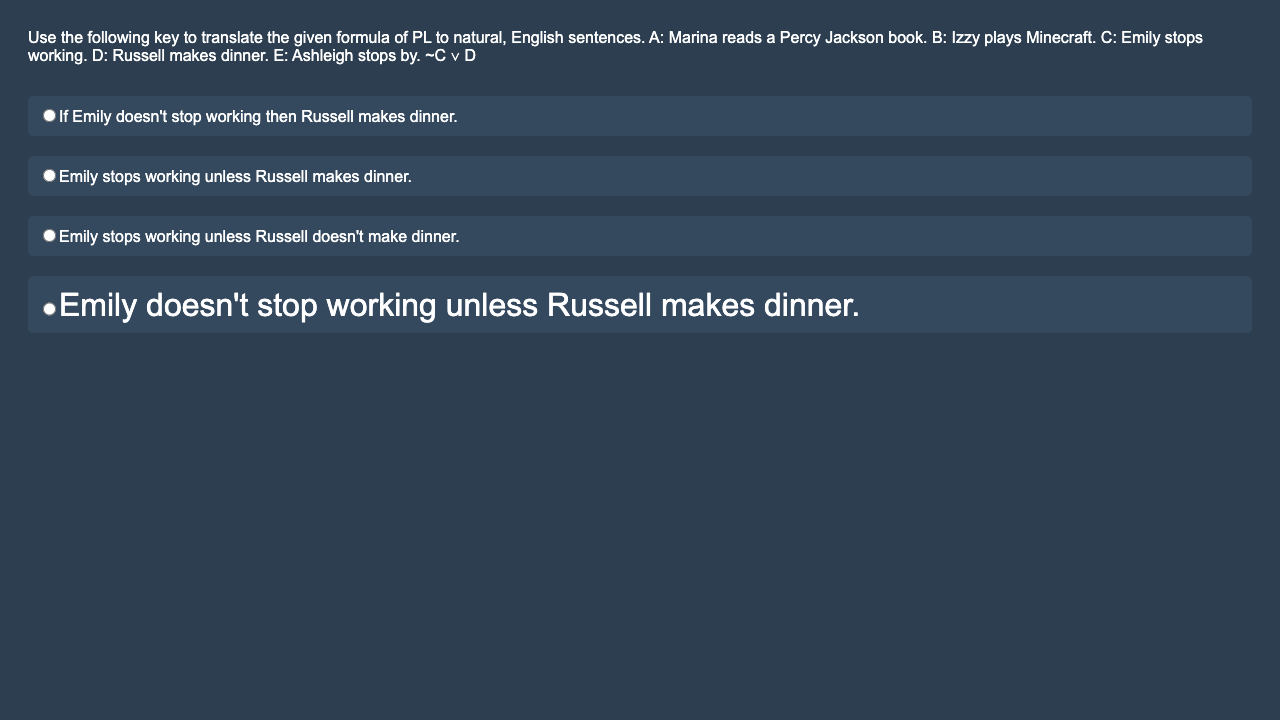 Use the following key to translate the given formula of PL to natural, English sentences. A: Marina reads a Percy Jackson book. B: Izzy plays Minecraft. C: Emily stops
working. D: Russell makes dinner. E: Ashleigh stops by. ~C ∨ D
If Emily doesn't stop working then Russell makes dinner.
Emily stops working unless Russell makes dinner.
Emily stops working unless Russell doesn't make dinner.
Emily doesn't stop working unless Russell makes dinner.